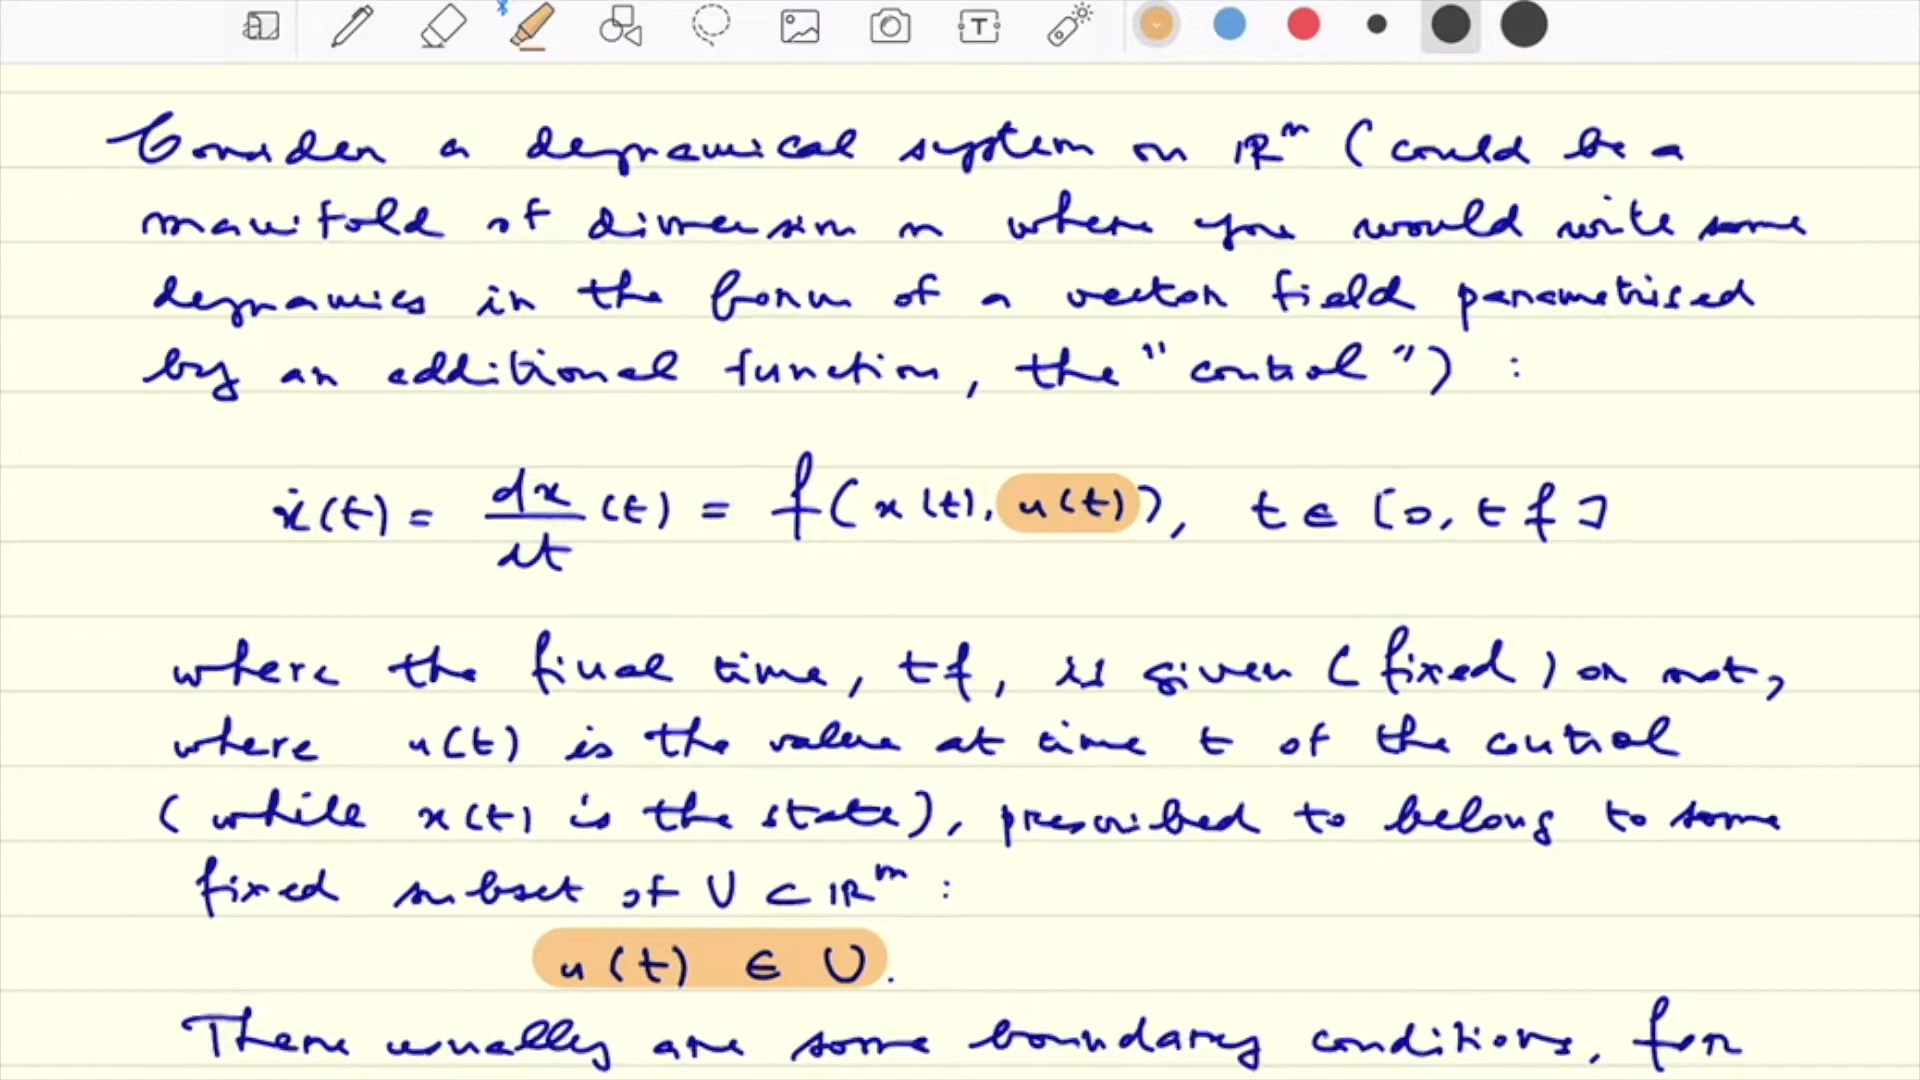 Consider a dynamical system on ℝⁿ (could be a
manifold of dimension n where you would write some
dynamics in the form of a vector field parametrised
by an additional function, the "control") :
ẋ(t) = dx/dt (t) = f(x(t), u(t)), t ∈ [0, tf]
where the final time, tf, is given (fixed) or not,
where u(t) is the value at time t of the control
(while x(t) is the state), prescribed to belong to some
fixed subset of U ⊂ ℝᵐ :
u(t) ∈ U.
There usually are some boundary conditions, for